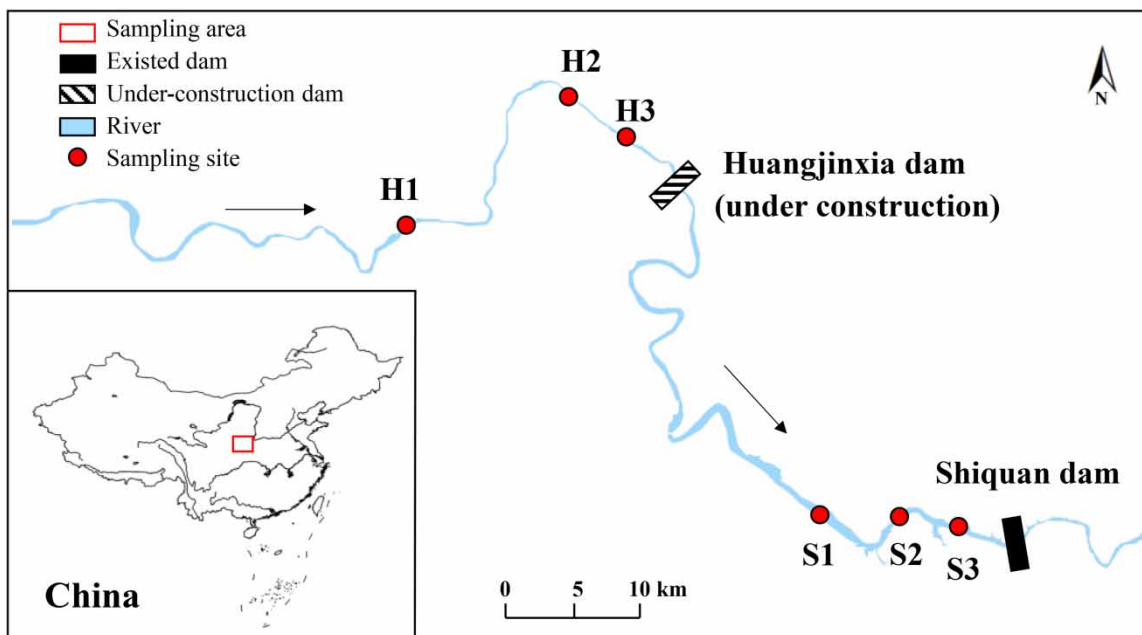 Sampling area
Existed dam
Under-construction dam
River
Sampling site
H1
H2
H3
N
Huangjinxia dam
(under construction)
Shiquan dam
S1
S2
S3
0 5 10 km
China